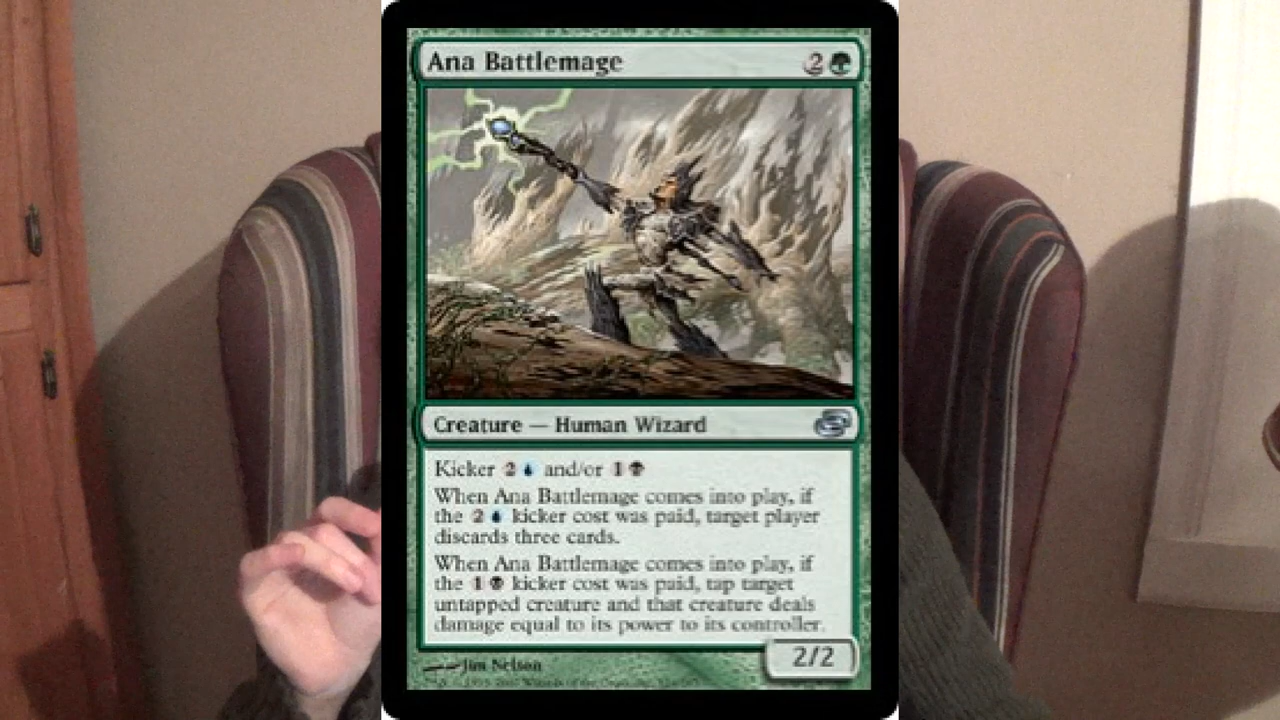 Ana Battlemage 2
Creature — Human Wizard
Kicker 2 and/or 1
When Ana Battlemage comes into play, if
the 2 kicker cost was paid, target player
discards three cards.
When Ana Battlemage comes into play, if
the 1 kicker cost was paid, tap target
untapped creature and that creature deals
damage equal to its power to its controller.
Jim Nelson
2/2